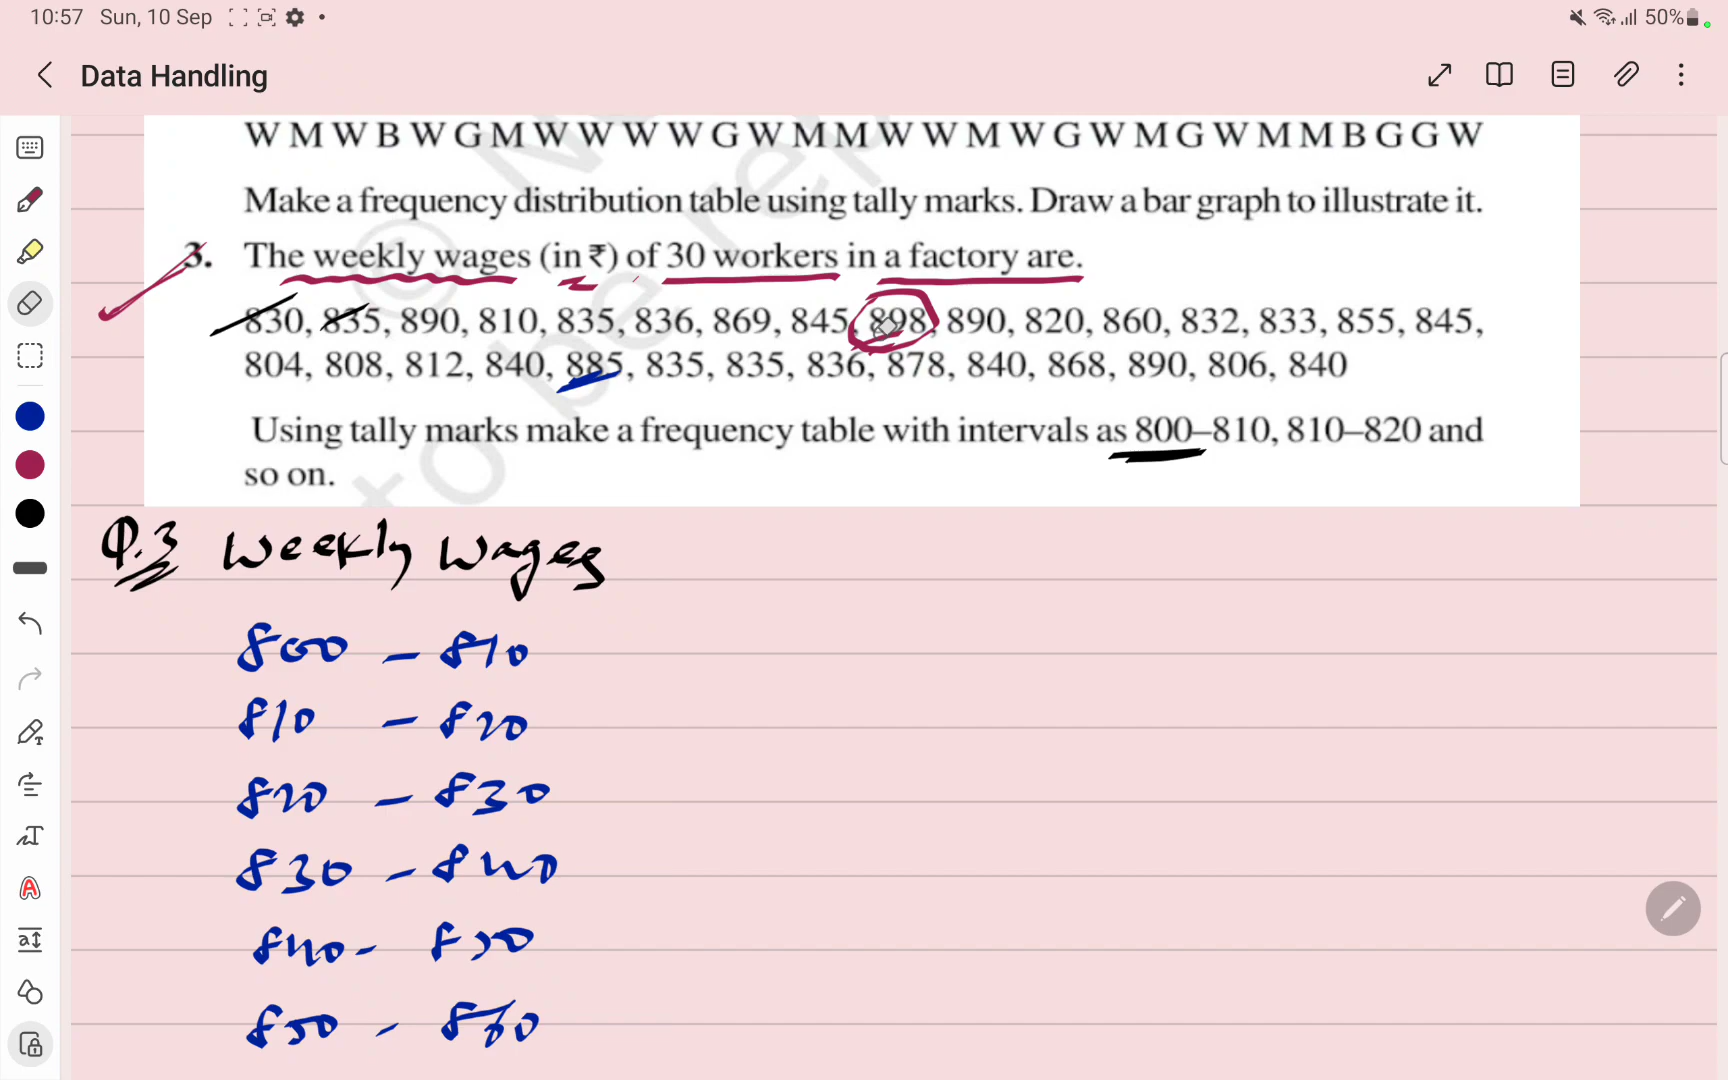 10:57 Sun, 10 Sep 50%
Data Handling
W M W B W G M W W W W G W M M W W M W G W M G W M M B G G W
Make a frequency distribution table using tally marks. Draw a bar graph to illustrate it.
3. The weekly wages (in ₹) of 30 workers in a factory are.
830, 835, 890, 810, 835, 836, 869, 845, 898, 890, 820, 860, 832, 833, 855, 845,
804, 808, 812, 840, 885, 835, 835, 836, 878, 840, 868, 890, 806, 840
Using tally marks make a frequency table with intervals as 800–810, 810–820 and
so on.
Q.3 Weekly Wages
800 - 810
810 - 820
820 - 830
830 - 840
840 - 850
850 - 860